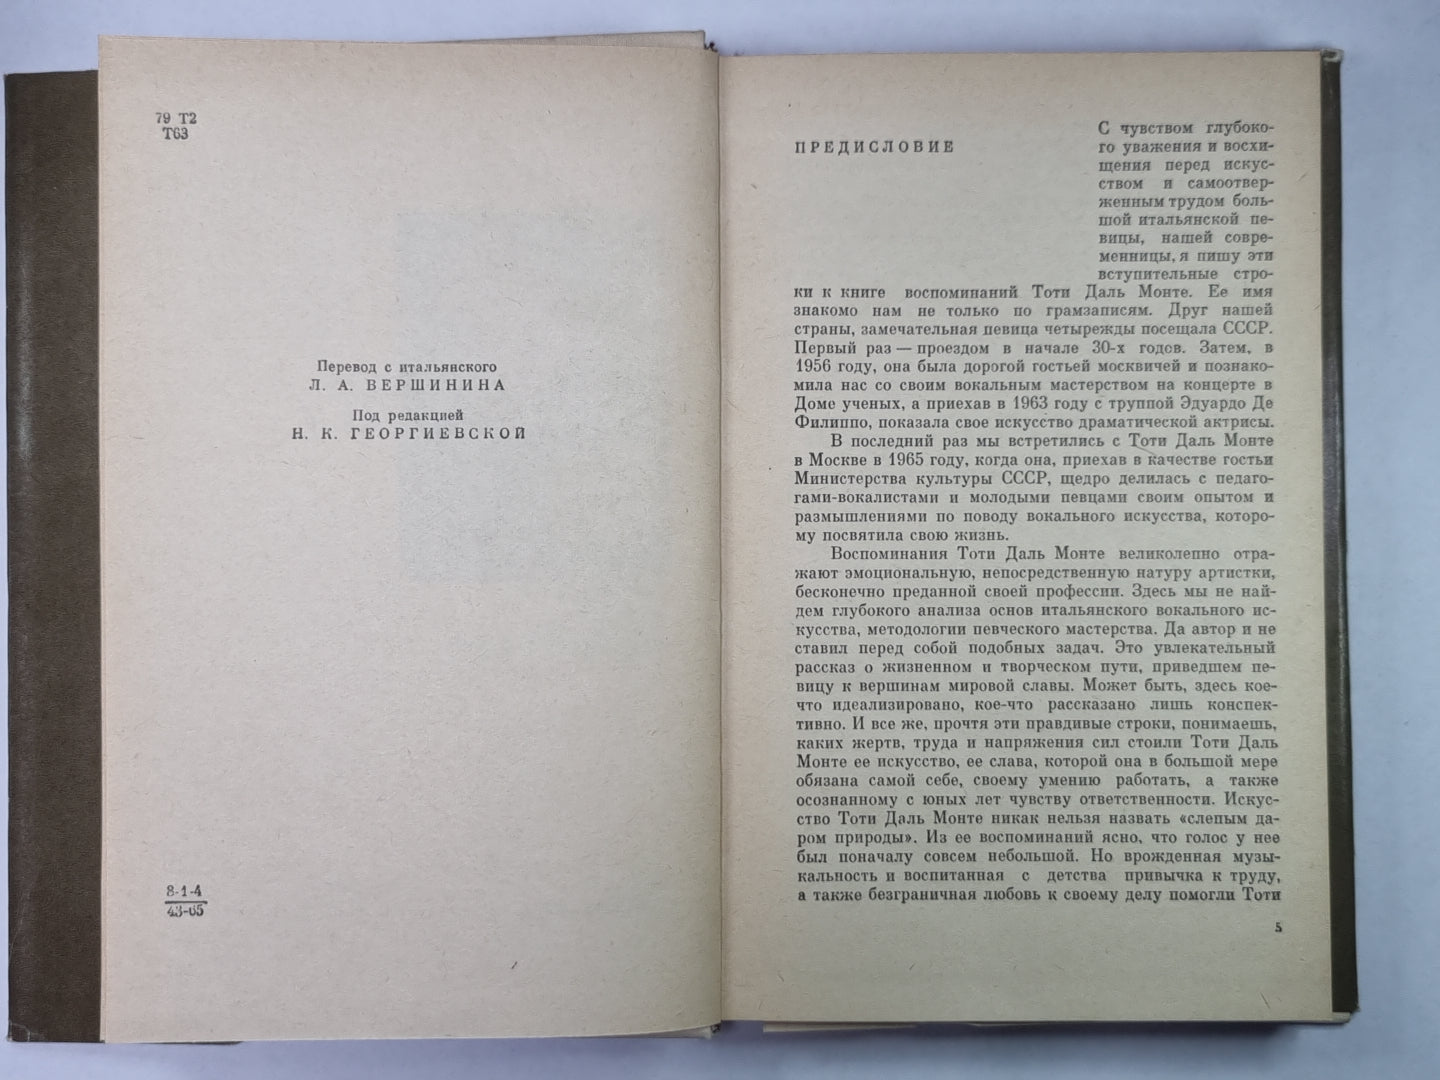 79 Т2
Т63
Перевод с итальянского
Л. А. ВЕРШИНИНА
Под редакцией
Н. К. ГЕОРГИЕВСКОЙ
8-1-4
43-65
ПРЕДИСЛОВИЕ
С чувством глубоко-
го уважения и восхи-
щения перед искус-
ством и самоотвер-
женным трудом боль-
шой итальянской пе-
вицы, нашей совре-
менницы, я пишу эти
вступительные стро-
ки к книге воспоминаний Тоти Даль Монте. Ее имя
знакомо нам не только по грамзаписям. Друг нашей
страны, замечательная певица четырежды посещала СССР.
Первый раз — проездом в начале 30-х годов. Затем, в
1956 году, она была дорогой гостьей москвичей и познако-
мила нас со своим вокальным мастерством на концерте в
Доме ученых, а приехав в 1963 году с труппой Эдуардо Де
Филиппо, показала свое искусство драматической актрисы.
В последний раз мы встретились с Тоти Даль Монте
в Москве в 1965 году, когда она, приехав в качестве гостьи
Министерства культуры СССР, щедро делилась с педаго-
гами-вокалистами и молодыми певцами своим опытом и
размышлениями по поводу вокального искусства, которо-
му посвятила свою жизнь.
Воспоминания Тоти Даль Монте великолепно отра-
жают эмоциональную, непосредственную натуру артистки,
бесконечно преданной своей профессии. Здесь мы не най-
дем глубокого анализа основ итальянского вокального ис-
кусства, методологии певческого мастерства. Да автор и не
ставил перед собой подобных задач. Это увлекательный
рассказ о жизненном и творческом пути, приведшем пе-
вицу к вершинам мировой славы. Может быть, здесь кое-
что идеализировано, кое-что рассказано лишь конспек-
тивно. И все же, прочтя эти правдивые строки, понимаешь,
каких жертв, труда и напряжения сил стоили Тоти Даль
Монте ее искусство, ее слава, которой она в большой мере
обязана самой себе, своему умению работать, а также
осознанному с юных лет чувству ответственности. Искус-
ство Тоти Даль Монте никак нельзя назвать «слепым да-
ром природы». Из ее воспоминаний ясно, что голос у нее
был поначалу совсем небольшой. Но врожденная музы-
кальность и воспитанная с детства привычка к труду,
а также безграничная любовь к своему делу помогли Тоти
5